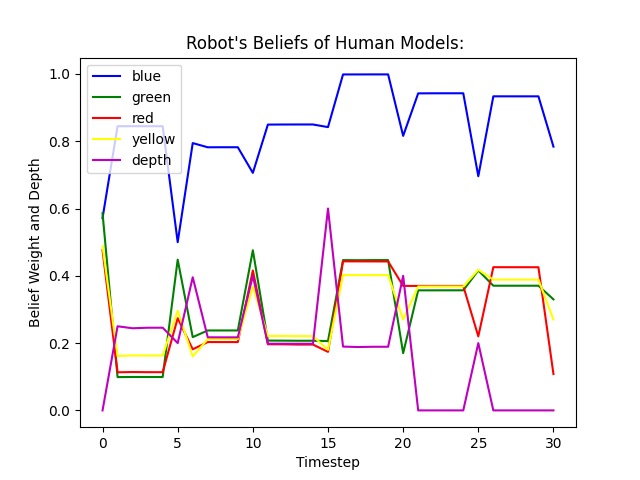 Robot's Beliefs of Human Models:
blue
green
red
yellow
depth
Belief Weight and Depth
1.0
0.8
0.6
0.4
0.2
0.0
0 5 10 15 20 25 30
Timestep